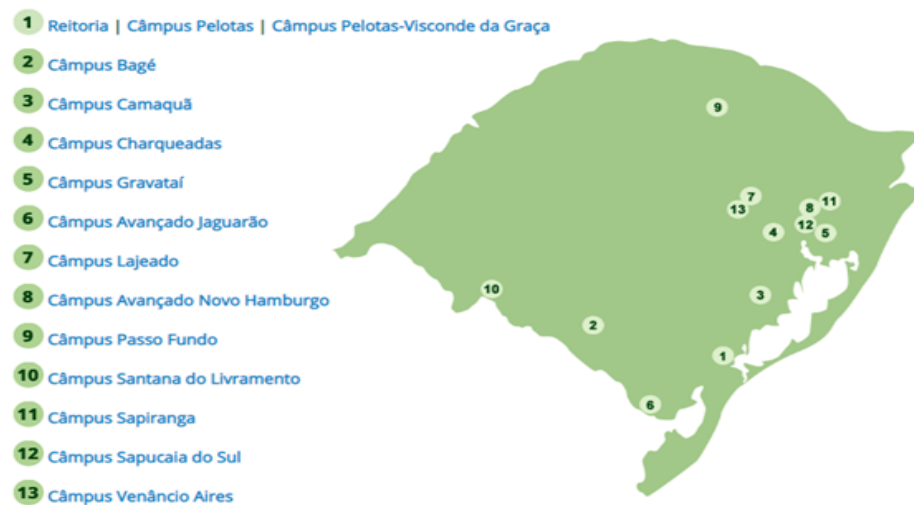 1 Reitoria | Câmpus Pelotas | Câmpus Pelotas-Visconde da Graça
2 Câmpus Bagé
3 Câmpus Camaquã
4 Câmpus Charqueadas
5 Câmpus Gravataí
6 Câmpus Avançado Jaguarão
7 Câmpus Lajeado
8 Câmpus Avançado Novo Hamburgo
9 Câmpus Passo Fundo
10 Câmpus Santana do Livramento
11 Câmpus Sapiranga
12 Câmpus Sapucaia do Sul
13 Câmpus Venâncio Aires
9
7
11
13
8
12
5
4
10
3
2
1
6